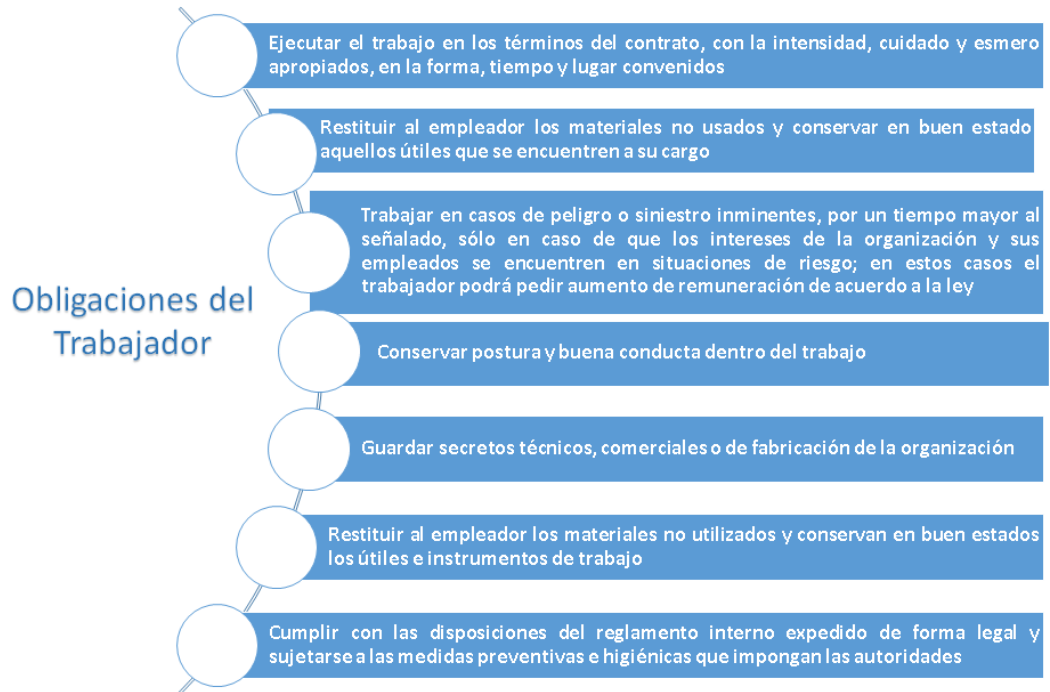 Ejecutar el trabajo en los términos del contrato, con la intensidad, cuidado y esmero
apropiados, en la forma, tiempo y lugar convenidos
Restituir al empleador los materiales no usados y conservar en buen estado
aquellos útiles que se encuentren a su cargo
Trabajar en casos de peligro o siniestro inminentes, por un tiempo mayor al
señalado, sólo en caso de que los intereses de la organización y sus
empleados se encuentren en situaciones de riesgo; en estos casos el
trabajador podrá pedir aumento de remuneración de acuerdo a la ley
Obligaciones del
Trabajador
Conservar postura y buena conducta dentro del trabajo
Guardar secretos técnicos, comerciales o de fabricación de la organización
Restituir al empleador los materiales no utilizados y conservan en buen estados
los útiles e instrumentos de trabajo
Cumplir con las disposiciones del reglamento interno expedido de forma legal y
sujetarse a las medidas preventivas e higiénicas que impongan las autoridades